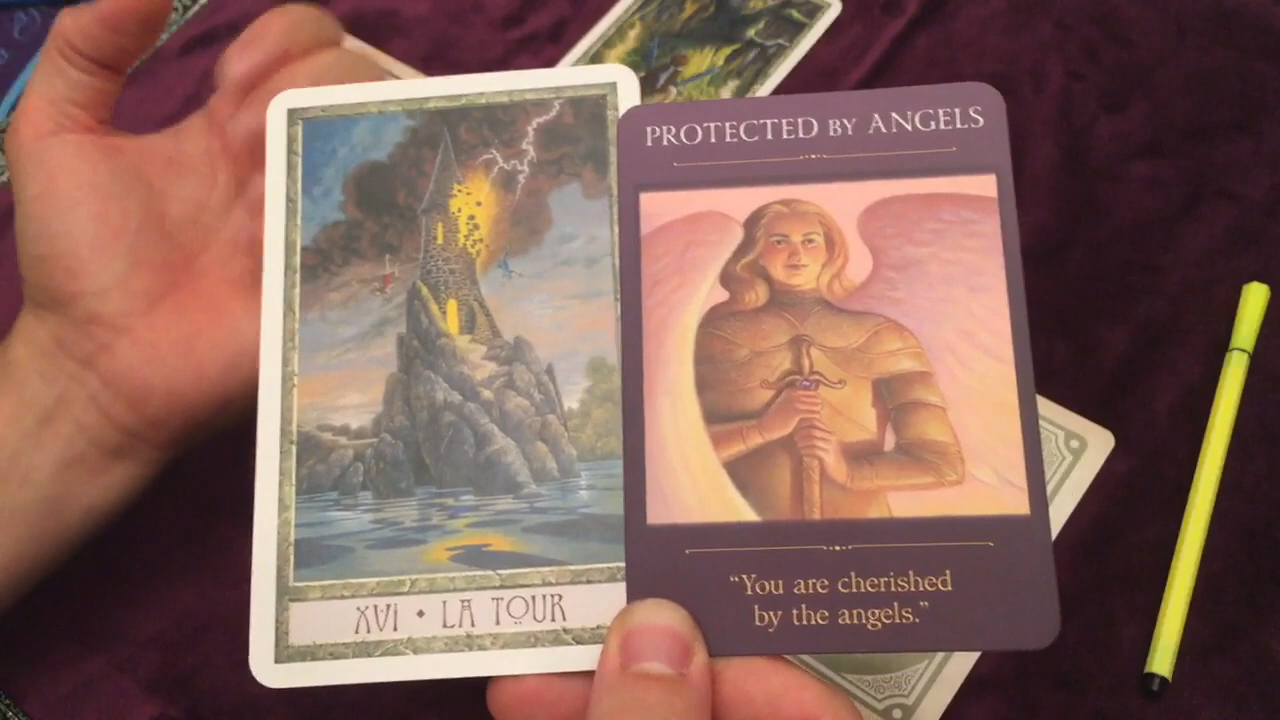 XVI • LA TOUR
PROTECTED BY ANGELS
“You are cherished
by the angels.”